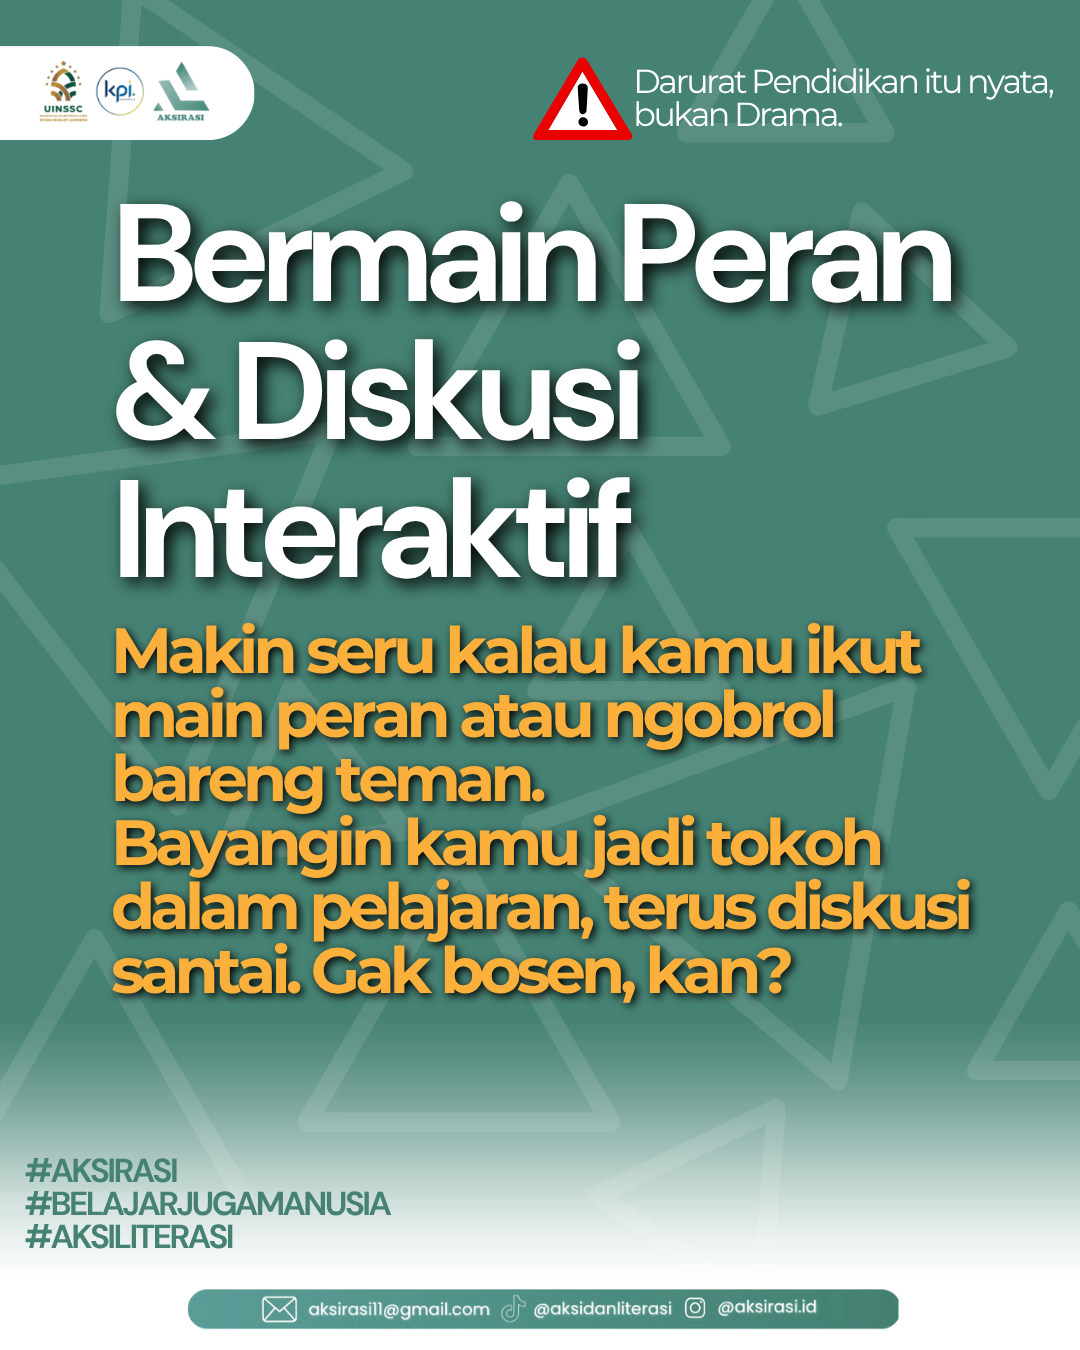 UINSSC
kpi.
AKSIRASI
Darurat Pendidikan itu nyata,
bukan Drama.
Bermain Peran
& Diskusi
Interaktif
Makin seru kalau kamu ikut
main peran atau ngobrol
bareng teman.
Bayangin kamu jadi tokoh
dalam pelajaran, terus diskusi
santai. Gak bosen, kan?
#AKSIRASI
#BELAJARJUGAMANUSIA
#AKSILITERASI
aksirasi11@gmail.com @aksidanliterasi @aksirasi.id